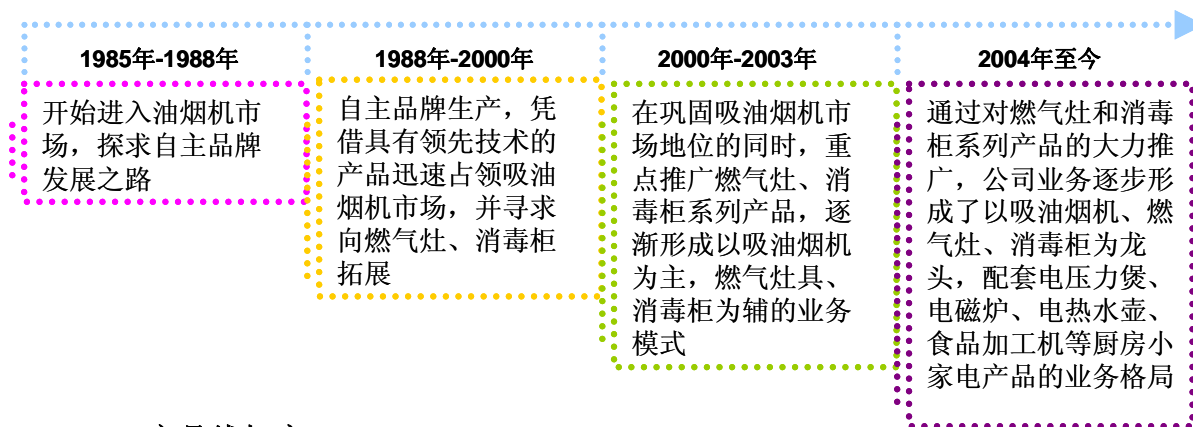 1985年-1988年
开始进入油烟机市
场，探求自主品牌
发展之路
1988年-2000年
自主品牌生产，凭
借具有领先技术的
产品迅速占领吸油
烟机市场，并寻求
向燃气灶、消毒柜
拓展
2000年-2003年
在巩固吸油烟机市
场地位的同时，重
点推广燃气灶、消
毒柜系列产品，逐
渐形成以吸油烟机
为主，燃气灶具、
消毒柜为辅的业务
模式
2004年至今
通过对燃气灶和消毒
柜系列产品的大力推
广，公司业务逐步形
成了以吸油烟机、燃
气灶、消毒柜为龙
头，配套电压力煲、
电磁炉、电热水壶、
食品加工机等厨房小
家电产品的业务格局